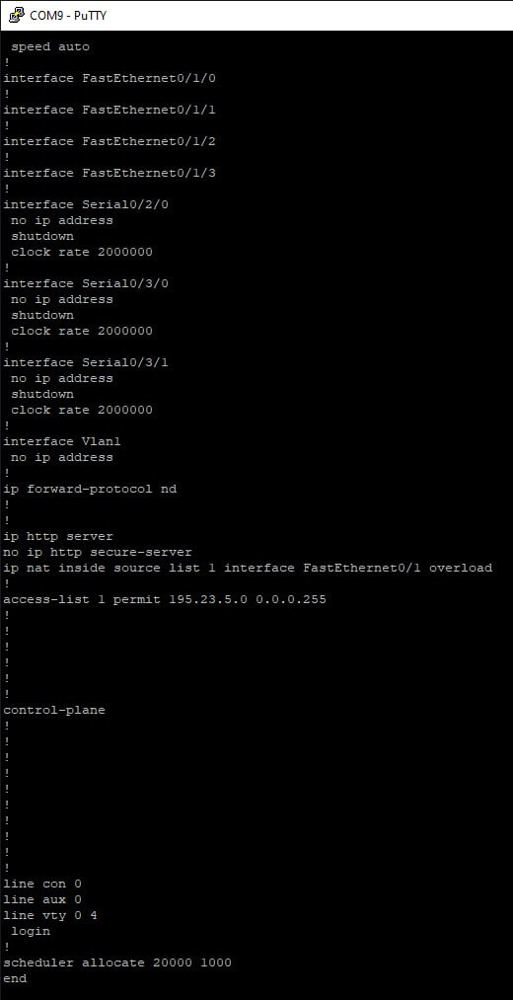 COM9 - PuTTY
 speed auto
!
interface FastEthernet0/1/0
!
interface FastEthernet0/1/1
!
interface FastEthernet0/1/2
!
interface FastEthernet0/1/3
!
interface Serial0/2/0
 no ip address
 shutdown
 clock rate 2000000
!
interface Serial0/3/0
 no ip address
 shutdown
 clock rate 2000000
!
interface Serial0/3/1
 no ip address
 shutdown
 clock rate 2000000
!
interface Vlan1
 no ip address
!
ip forward-protocol nd
!
!
ip http server
no ip http secure-server
ip nat inside source list 1 interface FastEthernet0/1 overload
!
access-list 1 permit 195.23.5.0 0.0.0.255
!
!
!
!
!
!
control-plane
!
!
!
!
!
!
!
!
!
!
line con 0
line aux 0
line vty 0 4
 login
!
scheduler allocate 20000 1000
end